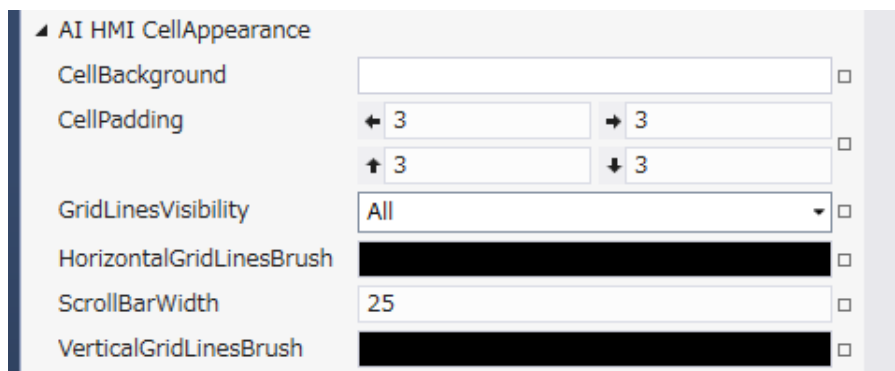 AI HMI CellAppearance
CellBackground
CellPadding 3 3
3 3
GridLinesVisibility All
HorizontalGridLinesBrush
ScrollBarWidth 25
VerticalGridLinesBrush